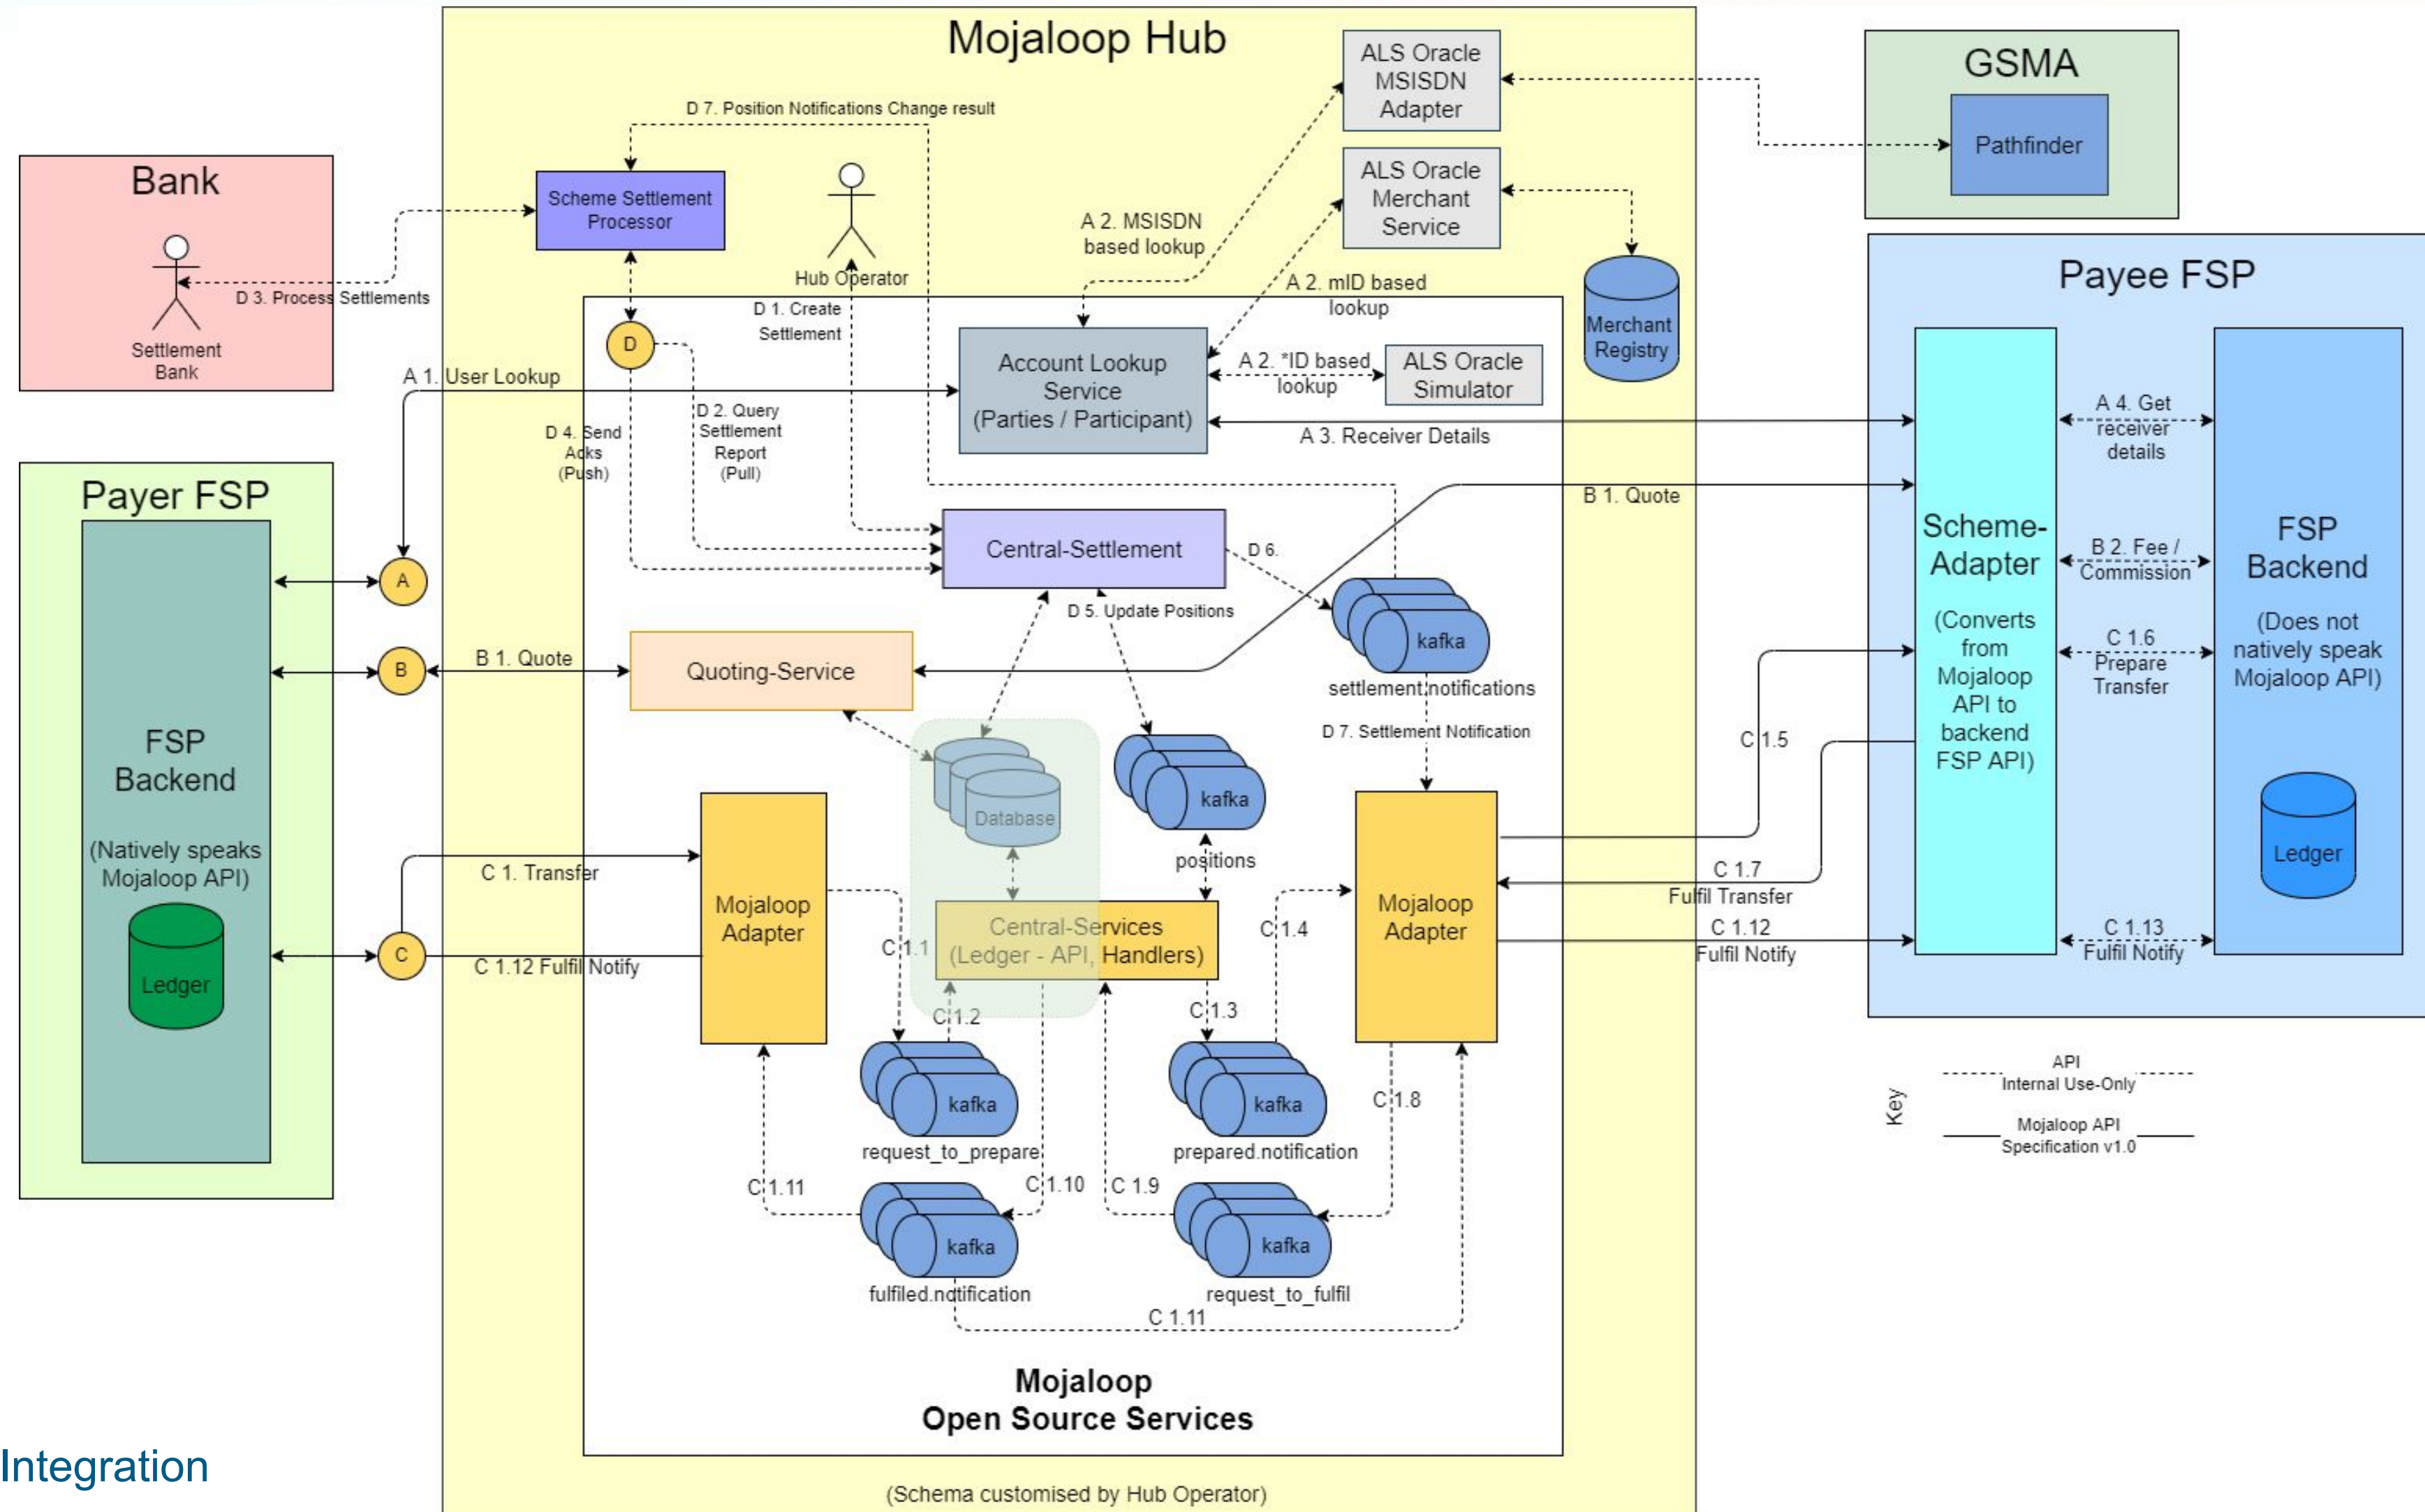 Mojaloop Hub
ALS Oracle
MSISDN
Adapter
GSMA
Pathfinder
D 7. Position Notifications Change result
Bank
Settlement
Bank
D 3. Process Settlements
Scheme Settlement
Processor
Hub Operator
A 2. MSISDN
based lookup
ALS Oracle
Merchant
Service
A 2. mID based
lookup
Merchant
Registry
Payee FSP
D
D 1. Create
Settlement
A 1. User Lookup
Account Lookup
Service
(Parties / Participant)
A 2. *ID based
lookup
ALS Oracle
Simulator
A 3. Receiver Details
D 4. Send
Acks
(Push)
D 2. Query
Settlement
Report
(Pull)
A 4. Get
receiver
details
B 1. Quote
Payer FSP
Central-Settlement
D 6.
D 5. Update Positions
kafka
settlement.notifications
D 7. Settlement Notification
Scheme-
Adapter
(Converts
from
Mojaloop
API to
backend
FSP API)
B 2. Fee /
Commission
FSP
Backend
(Does not
natively speak
Mojaloop API)
C 1.6
Prepare
Transfer
Ledger
A
B
B 1. Quote
Quoting-Service
FSP
Backend
(Natively speaks
Mojaloop API)
Ledger
Database
kafka
positions
C 1.5
C 1. Transfer
Mojaloop
Adapter
C 1.1
Central-Services
(Ledger - API, Handlers)
C 1.4
Mojaloop
Adapter
C 1.7
Fulfil Transfer
C 1.12
Fulfil Notify
C 1.13
Fulfil Notify
C
C 1.12 Fulfil Notify
C 1.2
C 1.3
kafka
request_to_prepare
kafka
prepared.notification
C 1.8
C 1.11
C 1.10
C 1.9
kafka
fulfiled.notification
kafka
request_to_fulfil
C 1.11
Key
API
Internal Use-Only
Mojaloop API
Specification v1.0
Mojaloop
Open Source Services
Integration
(Schema customised by Hub Operator)